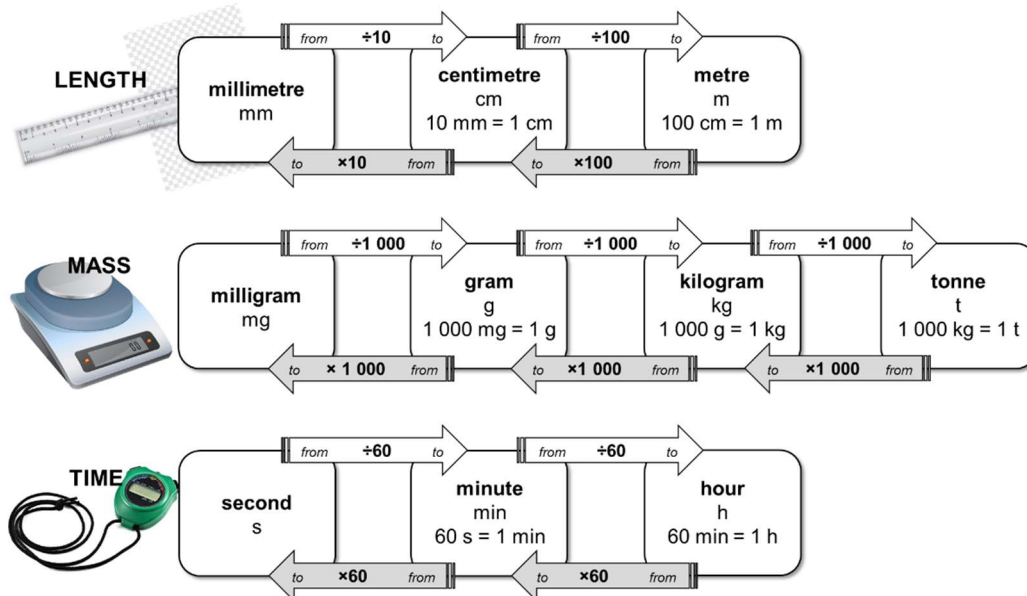 from ÷10 to
from ÷100 to
LENGTH
millimetre
mm
centimetre
cm
10 mm = 1 cm
metre
m
100 cm = 1 m
to ×10 from
to ×100 from
from ÷1 000 to
from ÷1 000 to
from ÷1 000 to
MASS
milligram
mg
gram
g
1 000 mg = 1 g
kilogram
kg
1 000 g = 1 kg
tonne
t
1 000 kg = 1 t
to × 1 000 from
to ×1 000 from
to ×1 000 from
from ÷60 to
from ÷60 to
TIME
second
s
minute
min
60 s = 1 min
hour
h
60 min = 1 h
to ×60 from
to ×60 from